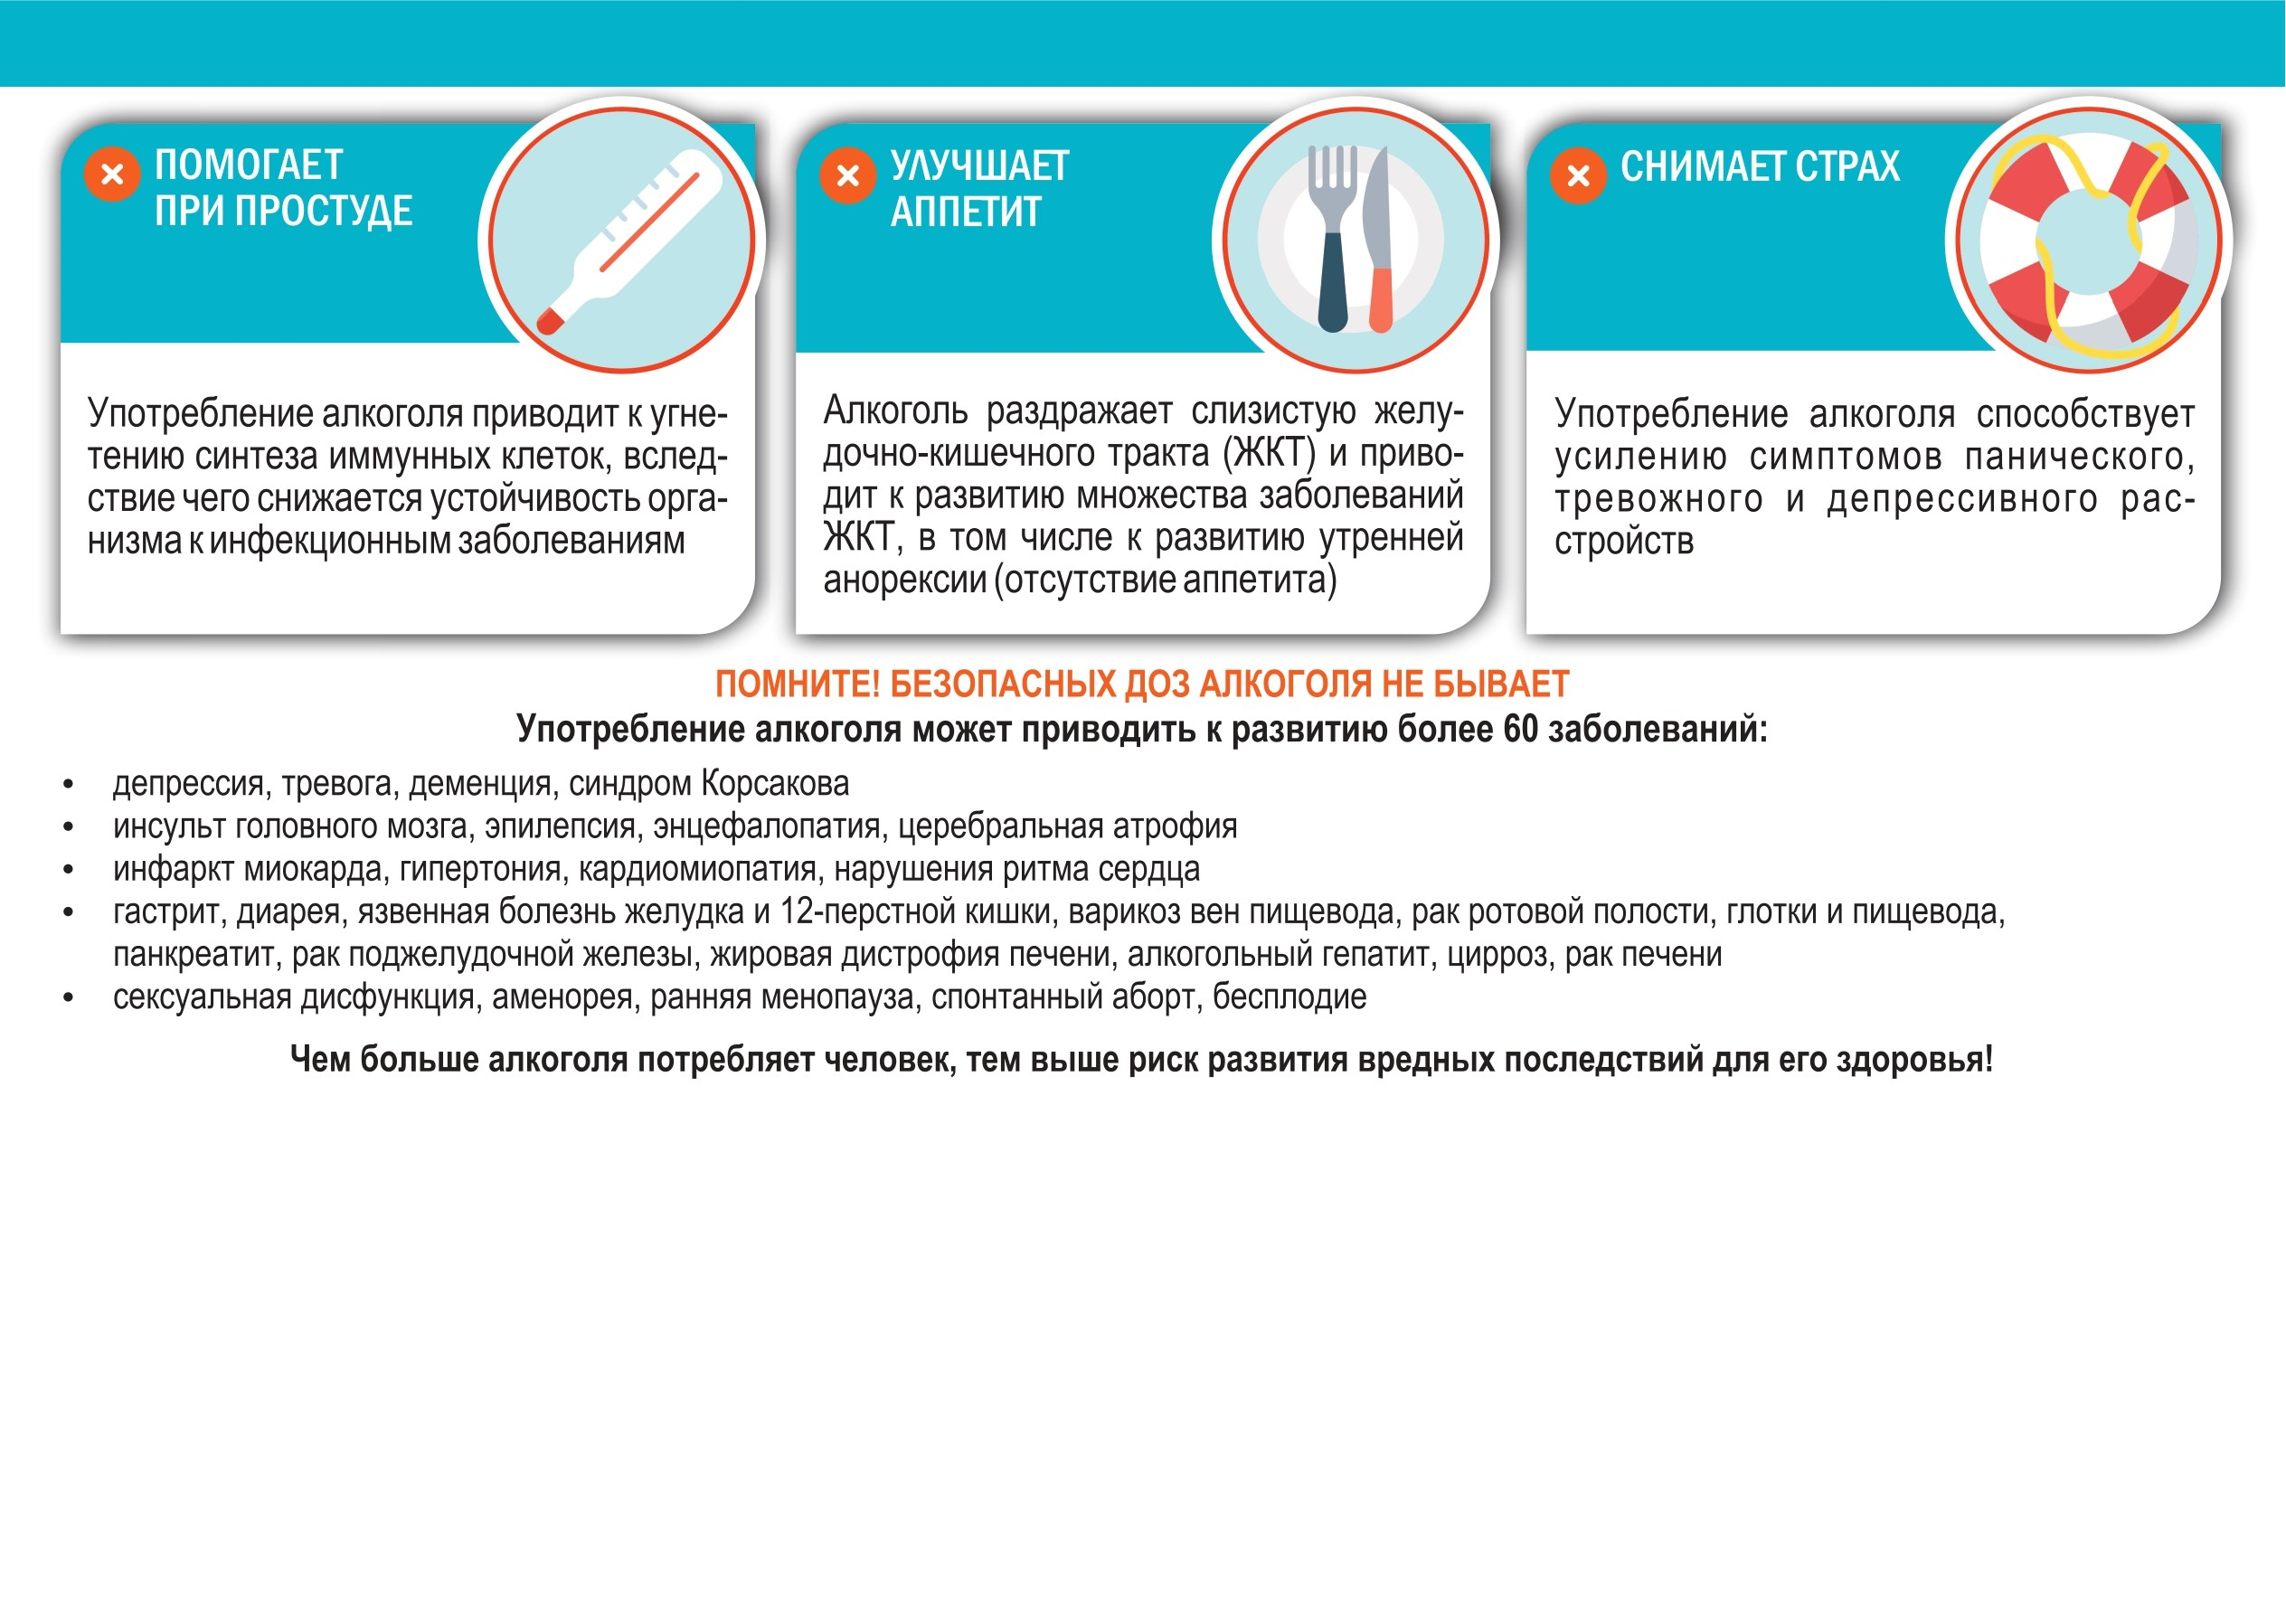 ПОМОГАЕТ
ПРИ ПРОСТУДЕ
Употребление алкоголя приводит к угне-
тению синтеза иммунных клеток, вслед-
ствие чего снижается устойчивость орга-
низма к инфекционным заболеваниям
УЛУЧШАЕТ
АППЕТИТ
Алкоголь раздражает слизистую желу-
дочно-кишечного тракта (ЖКТ) и приво-
дит к развитию множества заболеваний
ЖКТ, в том числе к развитию утренней
анорексии (отсутствие аппетита)
СНИМАЕТ СТРАХ
Употребление алкоголя способствует
усилению симптомов панического,
тревожного и депрессивного рас-
стройств
ПОМНИТЕ! БЕЗОПАСНЫХ ДОЗ АЛКОГОЛЯ НЕ БЫВАЕТ
Употребление алкоголя может приводить к развитию более 60 заболеваний:
• депрессия, тревога, деменция, синдром Корсакова
• инсульт головного мозга, эпилепсия, энцефалопатия, церебральная атрофия
• инфаркт миокарда, гипертония, кардиомиопатия, нарушения ритма сердца
• гастрит, диарея, язвенная болезнь желудка и 12-перстной кишки, варикоз вен пищевода, рак ротовой полости, глотки и пищевода,
панкреатит, рак поджелудочной железы, жировая дистрофия печени, алкогольный гепатит, цирроз, рак печени
• сексуальная дисфункция, аменорея, ранняя менопауза, спонтанный аборт, бесплодие
Чем больше алкоголя потребляет человек, тем выше риск развития вредных последствий для его здоровья!